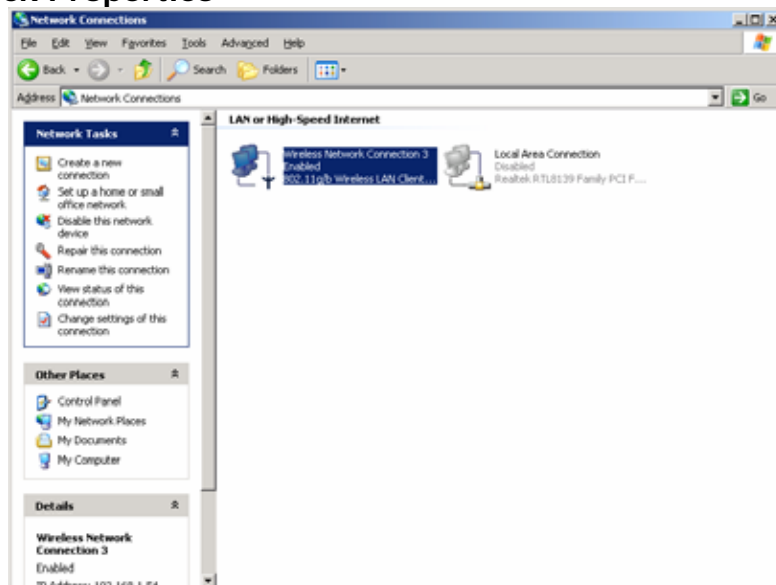 Properties
Network Connections
File Edit View Favorites Tools Advanced Help
Back Search Folders
Address Network Connections Go
Network Tasks
Create a new
connection
Set up a home or small
office network
Disable this network
device
Repair this connection
Rename this connection
View status of this
connection
Change settings of this
connection
Other Places
Control Panel
My Network Places
My Documents
My Computer
Details
Wireless Network
Connection 3
Enabled
LAN or High-Speed Internet
Wireless Network Connection 3
Enabled
802.11g/b Wireless LAN Client...
Local Area Connection
Disabled
Realtek RTL8139 Family PCI F...